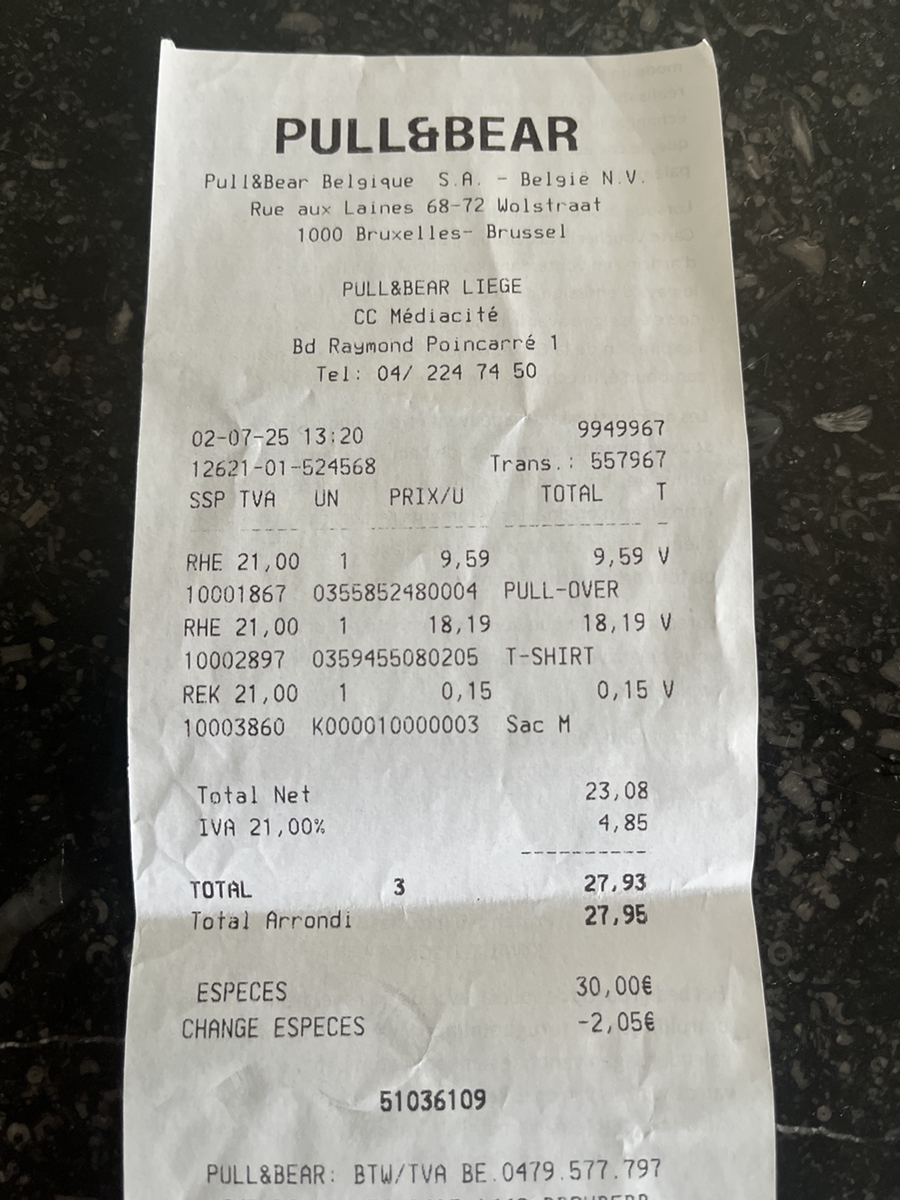 PULL&BEAR
Pull&Bear Belgique S.A. - Belgie N.V.
Rue aux Laines 68-72 Wolstraat
1000 Bruxelles- Brussel
PULL&BEAR LIEGE
CC Médiacité
Bd Raymond Poincarré 1
Tel: 04/ 224 74 50
02-07-25 13:20 9949967
12621-01-524568 Trans.: 557967
SSP TVA UN PRIX/U TOTAL T
RHE 21,00 1 9,59 9,59 V
10001867 0355852480004 PULL-OVER
RHE 21,00 1 18,19 18,19 V
10002897 0359455080205 T-SHIRT
REK 21,00 1 0,15 0,15 V
10003860 K000010000003 Sac M
Total Net 23,08
IVA 21,00% 4,85
TOTAL 3 27,93
Total Arrondi 27,95
ESPECES 30,00€
CHANGE ESPECES -2,05€
51036109
PULL&BEAR: BTW/TVA BE.0479.577.797